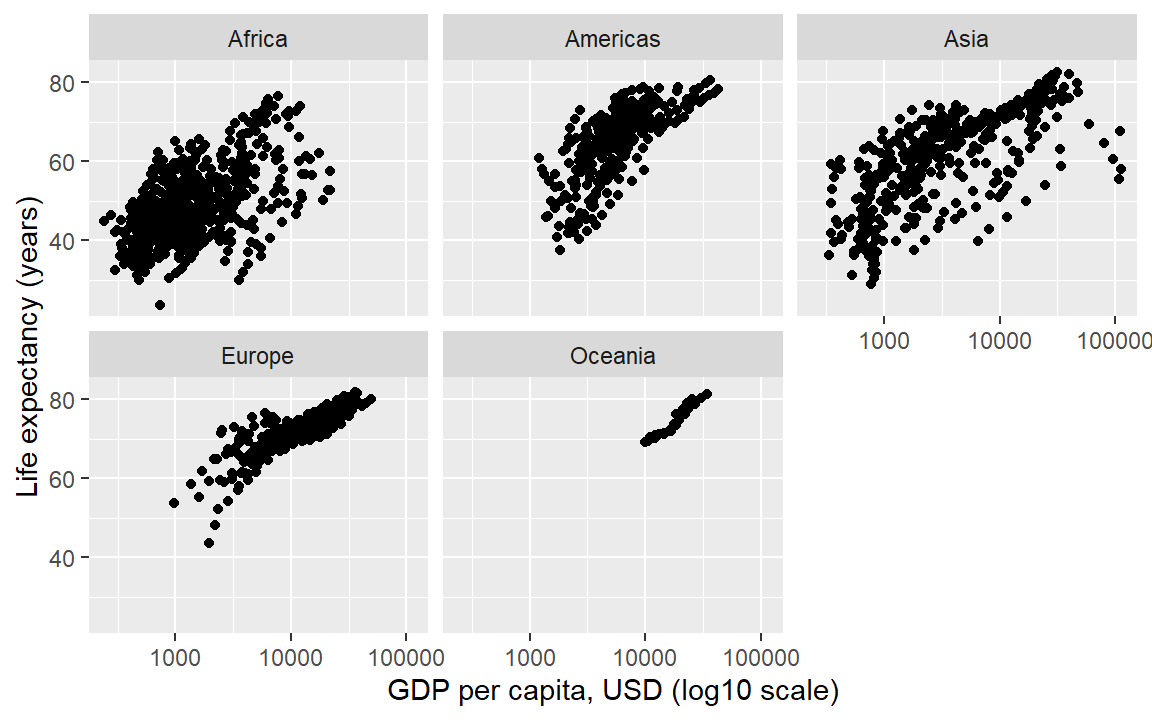 Africa
Americas
Asia
80
60
40
1000
10000
100000
Europe
Oceania
80
60
40
1000
10000
100000
1000
10000
100000
Life expectancy (years)
GDP per capita, USD (log10 scale)